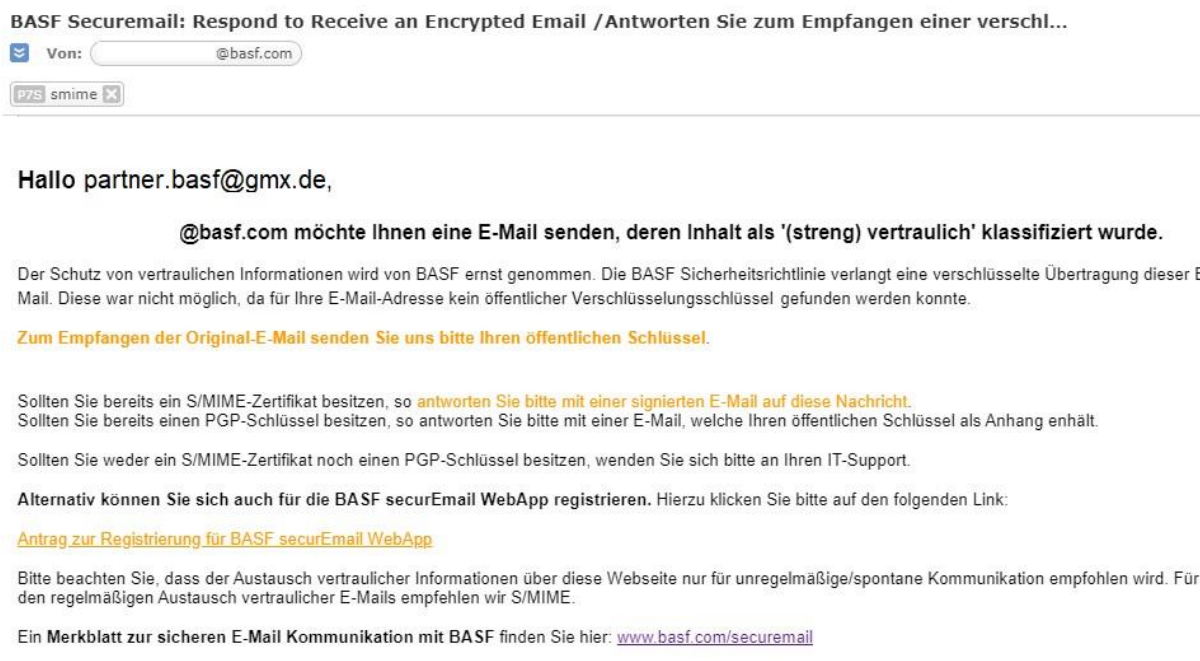 BASF Securemail: Respond to Receive an Encrypted Email /Antworten Sie zum Empfangen einer verschl...
Von: @basf.com
P7S smime
Hallo partner.basf@gmx.de,
@basf.com möchte Ihnen eine E-Mail senden, deren Inhalt als '(streng) vertraulich' klassifiziert wurde.
Der Schutz von vertraulichen Informationen wird von BASF ernst genommen. Die BASF Sicherheitsrichtlinie verlangt eine verschlüsselte Übertragung dieser E
Mail. Diese war nicht möglich, da für Ihre E-Mail-Adresse kein öffentlicher Verschlüsselungsschlüssel gefunden werden konnte.
Zum Empfangen der Original-E-Mail senden Sie uns bitte Ihren öffentlichen Schlüssel.
Sollten Sie bereits ein S/MIME-Zertifikat besitzen, so antworten Sie bitte mit einer signierten E-Mail auf diese Nachricht.
Sollten Sie bereits einen PGP-Schlüssel besitzen, so antworten Sie bitte mit einer E-Mail, welche Ihren öffentlichen Schlüssel als Anhang enhält.
Sollten Sie weder ein S/MIME-Zertifikat noch einen PGP-Schlüssel besitzen, wenden Sie sich bitte an Ihren IT-Support.
Alternativ können Sie sich auch für die BASF securEmail WebApp registrieren. Hierzu klicken Sie bitte auf den folgenden Link:
Antrag zur Registrierung für BASF securEmail WebApp
Bitte beachten Sie, dass der Austausch vertraulicher Informationen über diese Webseite nur für unregelmäßige/spontane Kommunikation empfohlen wird. Für
den regelmäßigen Austausch vertraulicher E-Mails empfehlen wir S/MIME.
Ein Merkblatt zur sicheren E-Mail Kommunikation mit BASF finden Sie hier: www.basf.com/securemail